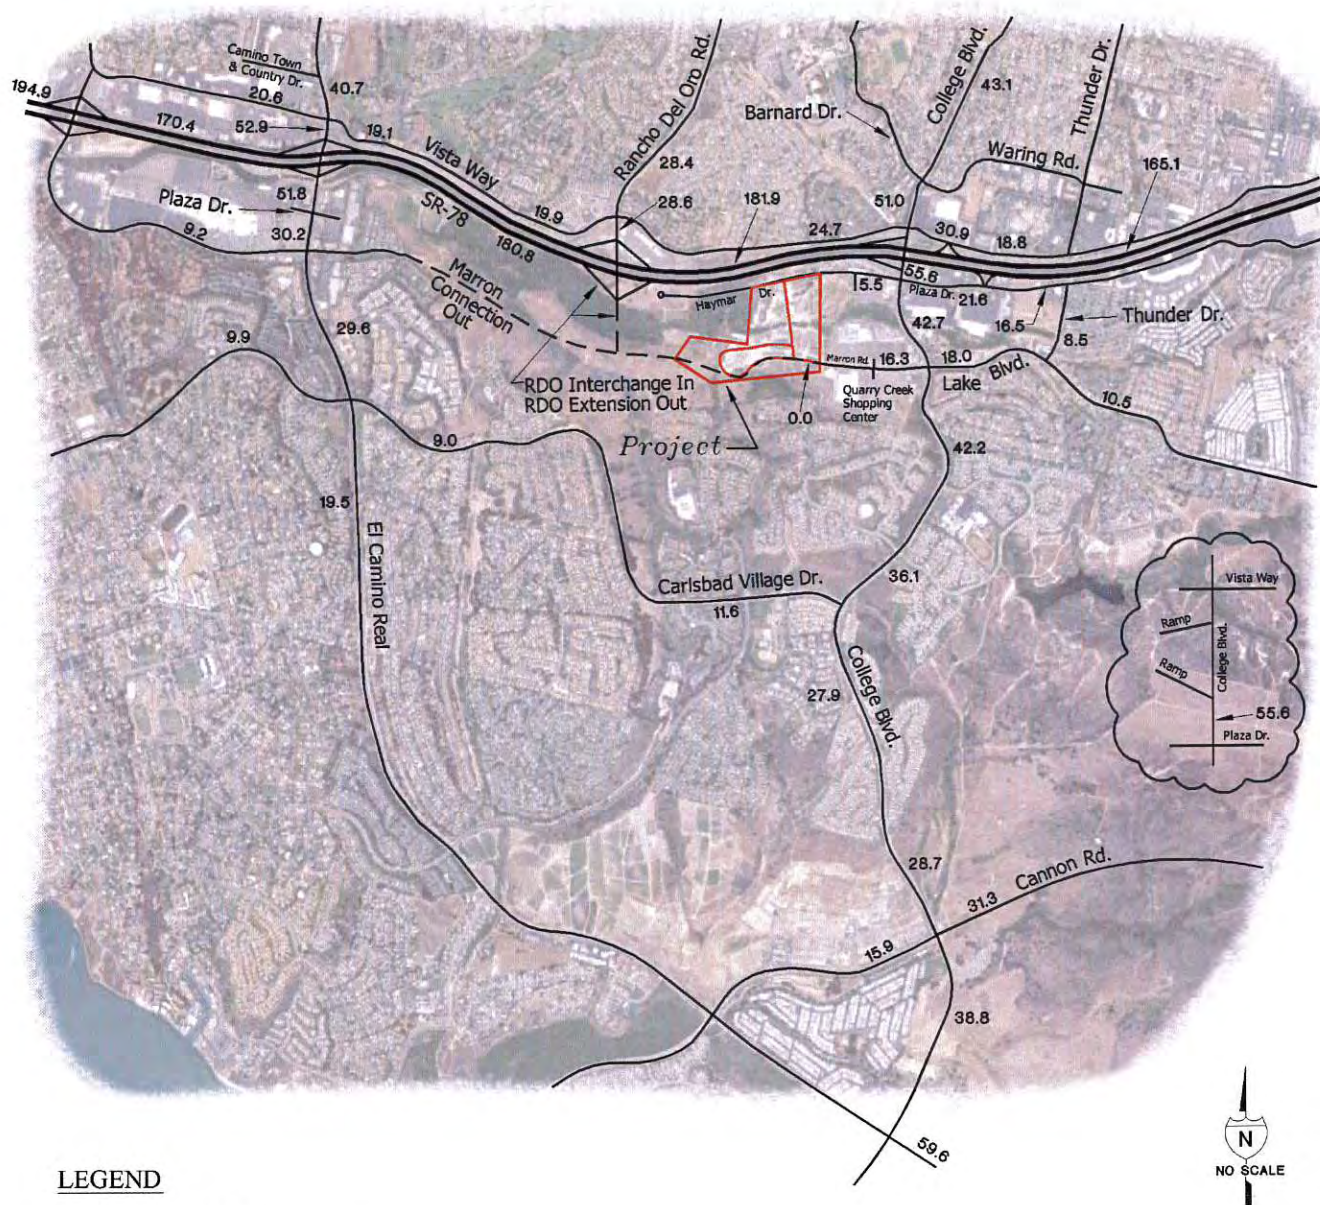 Camino Town
& Country Dr.
40.7
194.9
20.6
170.4
52.9
19.1
Vista Way
Rancho Del Oro Rd.
28.4
Barnard Dr.
College Blvd.
43.1
Thunder Dr.
Waring Rd.
165.1
51.8
Plaza Dr.
SR-78
19.9
28.6
181.9
51.0
24.7
30.9
18.8
9.2
30.2
180.8
Marron
Connection
Out
Haymar Dr.
5.5
55.6
Plaza Dr.
21.6
16.5
Thunder Dr.
8.5
9.9
29.6
42.7
Marron Rd.
16.3
18.0
Lake Blvd.
RDO Interchange In
RDO Extension Out
Project
0.0
Quarry Creek
Shopping
Center
10.5
9.0
42.2
19.5
El Camino Real
Carlsbad Village Dr.
11.6
36.1
College Blvd.
27.9
Vista Way
Ramp
Ramp
College Blvd.
55.6
Plaza Dr.
28.7
Cannon Rd.
31.3
15.9
38.8
59.6
LEGEND
N
NO SCALE